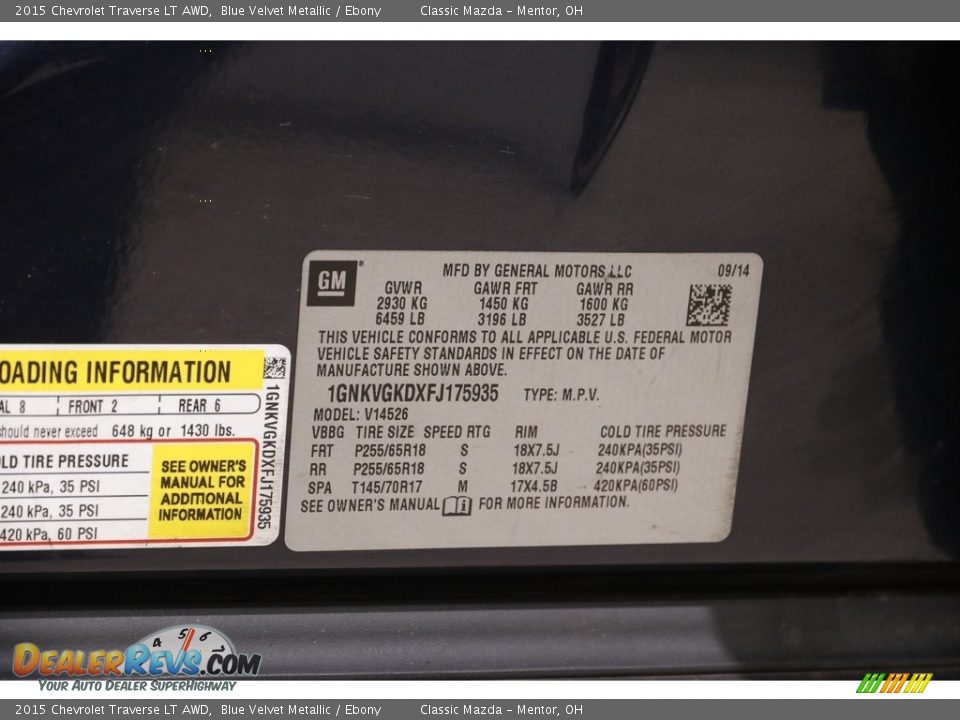 2015 Chevrolet Traverse LT AWD, Blue Velvet Metallic / Ebony Classic Mazda - Mentor, OH
GM
MFD BY GENERAL MOTORS LLC 09/14
GVWR GAWR FRT GAWR RR
2930 KG 1450 KG 1600 KG
6459 LB 3196 LB 3527 LB
THIS VEHICLE CONFORMS TO ALL APPLICABLE U.S. FEDERAL MOTOR
VEHICLE SAFETY STANDARDS IN EFFECT ON THE DATE OF
MANUFACTURE SHOWN ABOVE.
1GNKVGKDXFJ175935 TYPE: M.P.V.
MODEL: V14526
VBBG TIRE SIZE SPEED RTG RIM COLD TIRE PRESSURE
FRT P255/65R18 S 18X7.5J 240KPA(35PSI)
RR P255/65R18 S 18X7.5J 240KPA(35PSI)
SPA T145/70R17 M 17X4.5B 420KPA(60PSI)
SEE OWNER'S MANUAL FOR MORE INFORMATION.
OADING INFORMATION
AL 8 FRONT 2 REAR 6
should never exceed 648 kg or 1430 lbs.
LD TIRE PRESSURE
240 kPa, 35 PSI
240 kPa, 35 PSI
420 kPa, 60 PSI
SEE OWNER'S
MANUAL FOR
ADDITIONAL
INFORMATION
1GNKVGKDXFJ175935
4 5 6
DealerRevs.com
Your Auto Dealer SuperHighway
2015 Chevrolet Traverse LT AWD, Blue Velvet Metallic / Ebony Classic Mazda - Mentor, OH